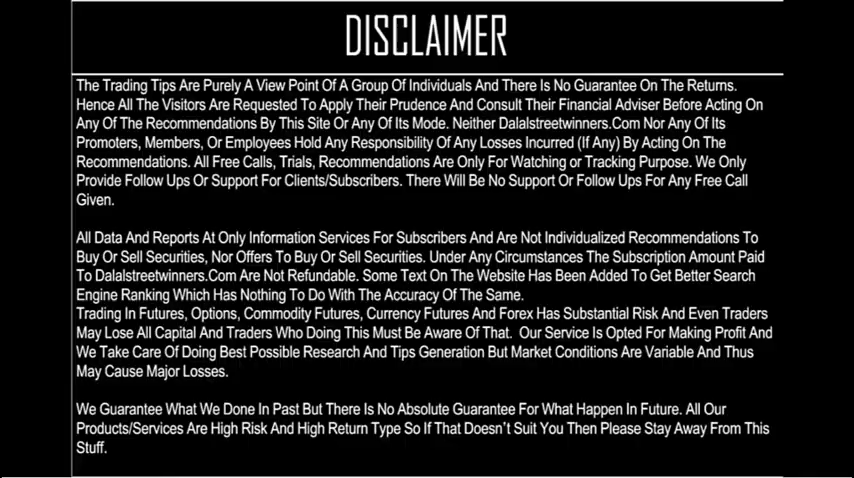 DISCLAIMER
The Trading Tips Are Purely A View Point Of A Group Of Individuals And There Is No Guarantee On The Returns.
Hence All The Visitors Are Requested To Apply Their Prudence And Consult Their Financial Adviser Before Acting On
Any Of The Recommendations By This Site Or Any Of Its Mode. Neither Dalalstreetwinners.Com Nor Any Of Its
Promoters, Members, Or Employees Hold Any Responsibility Of Any Losses Incurred (If Any) By Acting On The
Recommendations. All Free Calls, Trials, Recommendations Are Only For Watching or Tracking Purpose. We Only
Provide Follow Ups Or Support For Clients/Subscribers. There Will Be No Support Or Follow Ups For Any Free Call
Given.
All Data And Reports At Only Information Services For Subscribers And Are Not Individualized Recommendations To
Buy Or Sell Securities, Nor Offers To Buy Or Sell Securities. Under Any Circumstances The Subscription Amount Paid
To Dalalstreetwinners.Com Are Not Refundable. Some Text On The Website Has Been Added To Get Better Search
Engine Ranking Which Has Nothing To Do With The Accuracy Of The Same.
Trading In Futures, Options, Commodity Futures, Currency Futures And Forex Has Substantial Risk And Even Traders
May Lose All Capital And Traders Who Doing This Must Be Aware Of That. Our Service Is Opted For Making Profit And
We Take Care Of Doing Best Possible Research And Tips Generation But Market Conditions Are Variable And Thus
May Cause Major Losses.
We Guarantee What We Done In Past But There Is No Absolute Guarantee For What Happen In Future. All Our
Products/Services Are High Risk And High Return Type So If That Doesn't Suit You Then Please Stay Away From This
Stuff.